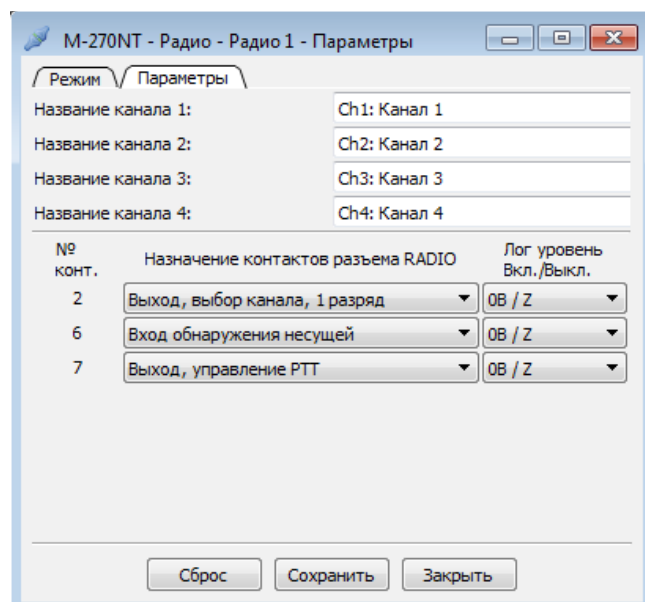 M-270NT - Радио - Радио 1 - Параметры
Режим Параметры
Название канала 1: Ch1: Канал 1
Название канала 2: Ch2: Канал 2
Название канала 3: Ch3: Канал 3
Название канала 4: Ch4: Канал 4
№ конт. Назначение контактов разъема RADIO Лог уровень Вкл./Выкл.
2 Выход, выбор канала, 1 разряд 0В / Z
6 Вход обнаружения несущей 0В / Z
7 Выход, управление PTT 0В / Z
Сброс Сохранить Закрыть